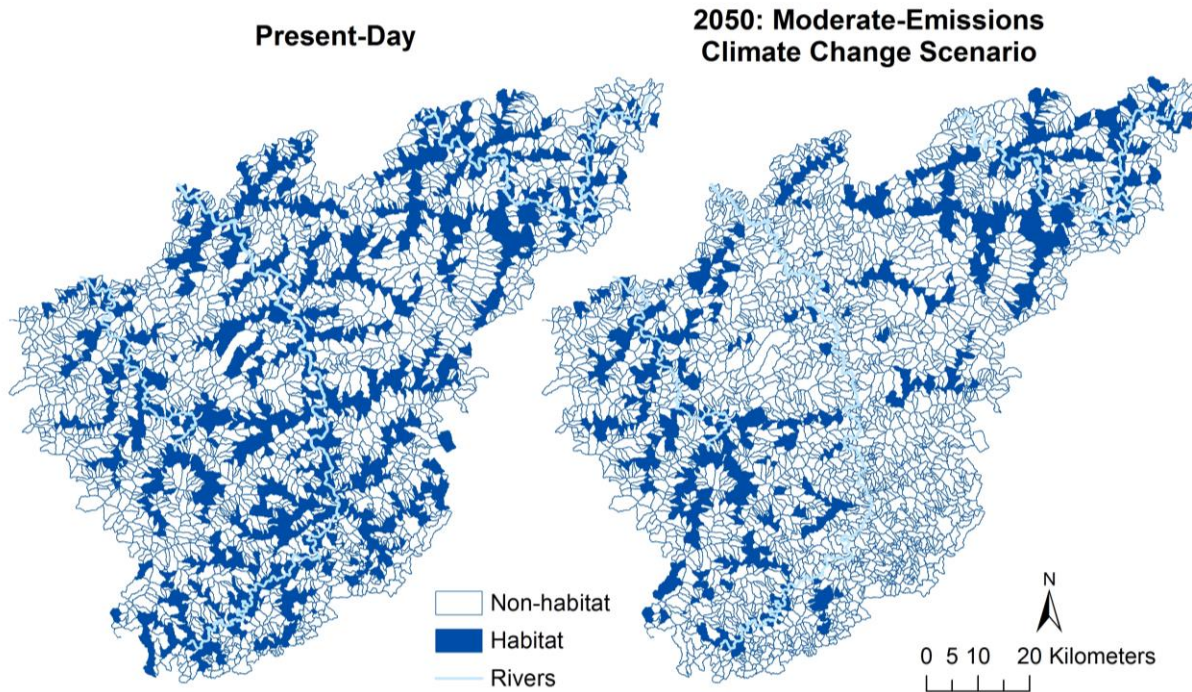 Present-Day
2050: Moderate-Emissions
Climate Change Scenario
Non-habitat
Habitat
Rivers
N
0 5 10 20 Kilometers